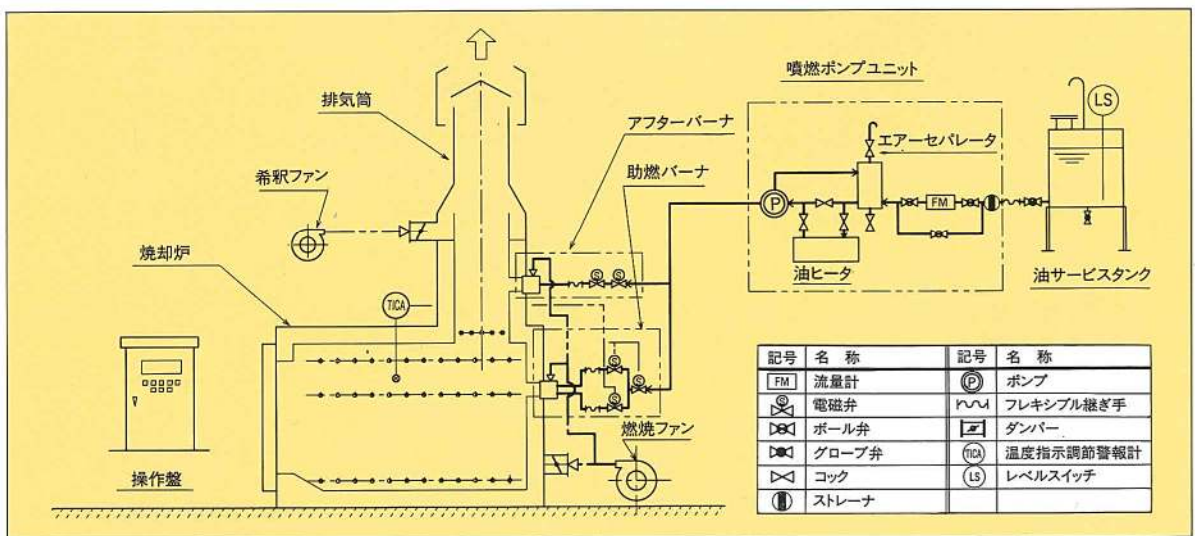 噴燃ポンプユニット
排気筒
アフターバーナ
エアーセパレータ
LS
希釈ファン
助燃バーナ
P
FM
焼却炉
S S
油ヒータ
油サービスタンク
TICA
S
S
S
燃焼ファン
操作盤
記号 名 称 記号 名 称
FM 流量計 P ポンプ
S 電磁弁 フレキシブル継ぎ手
ボール弁 ダンパー
グローブ弁 TICA 温度指示調節警報計
コック LS レベルスイッチ
ストレーナ